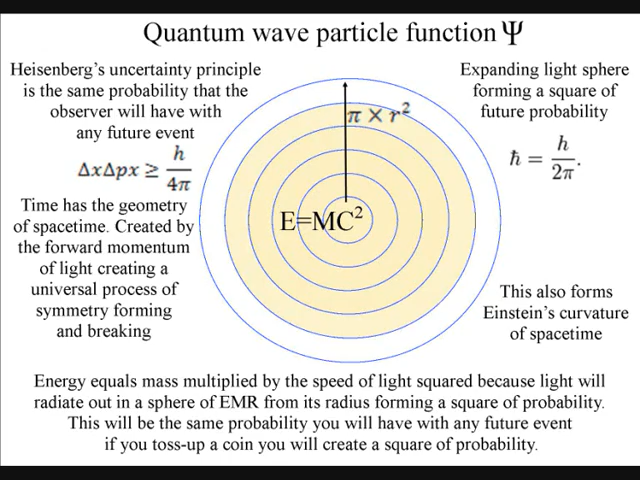 Quantum wave particle function Ψ
Heisenberg's uncertainty principle
is the same probability that the
observer will have with
any future event
ΔxΔpx ≥ h/4π
Time has the geometry
of spacetime. Created by
the forward momentum
of light creating a
universal process of
symmetry forming
and breaking
π × r²
E=MC²
Expanding light sphere
forming a square of
future probability
ħ = h/2π.
This also forms
Einstein's curvature
of spacetime
Energy equals mass multiplied by the speed of light squared because light will
radiate out in a sphere of EMR from its radius forming a square of probability.
This will be the same probability you will have with any future event
if you toss-up a coin you will create a square of probability.